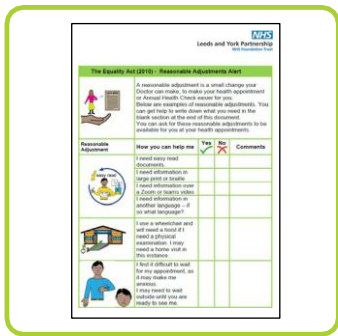 NHS
Leeds and York Partnership
NHS Foundation Trust
The Equality Act (2010) - Reasonable Adjustments Alert
A reasonable adjustment is a small change your
Doctor can make, to make your health appointment
or Annual Health Check easier for you.
Below are examples of reasonable adjustments. You
can get help to write down what you need in the
blank section at the end of this document.
You can ask for these reasonable adjustments to be
available for you at your health appointments.
Reasonable
Adjustment
How you can help me
Yes
No
Comments
easy read
I need easy read
documents.
I need information in
large print or braille
I need information over
a Zoom or teams video
I need information in
another language – if
so what language?
I use a wheelchair and
will need a hoist if I
need a physical
examination. I may
need a home visit in
this instance.
I find it difficult to wait
for my appointment, as
it may make me
anxious.
I may need to wait
outside until you are
ready to see me.